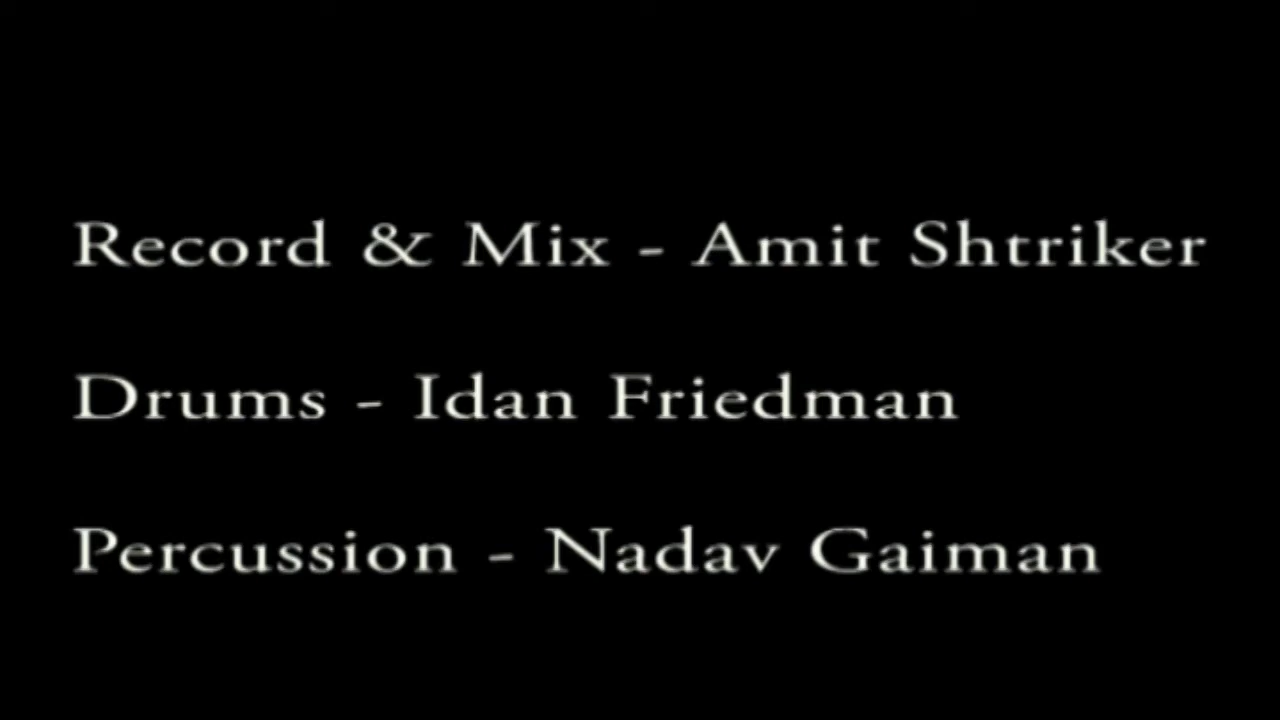 Record & Mix - Amit Shtriker
Drums - Idan Friedman
Percussion - Nadav Gaiman